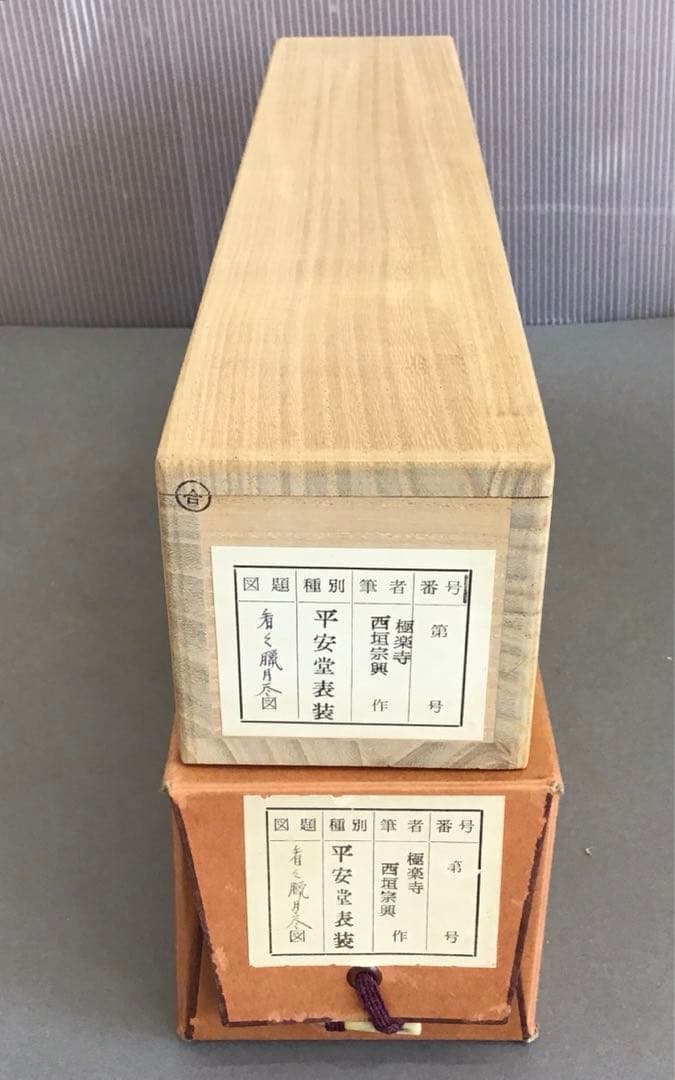 合
番号
第 号
筆者
極楽寺
西垣宗興 作
種別
平安堂表装
図題
看々臘月尽図
番号
第 号
筆者
極楽寺
西垣宗興 作
種別
平安堂表装
図題
看々臘月尽図